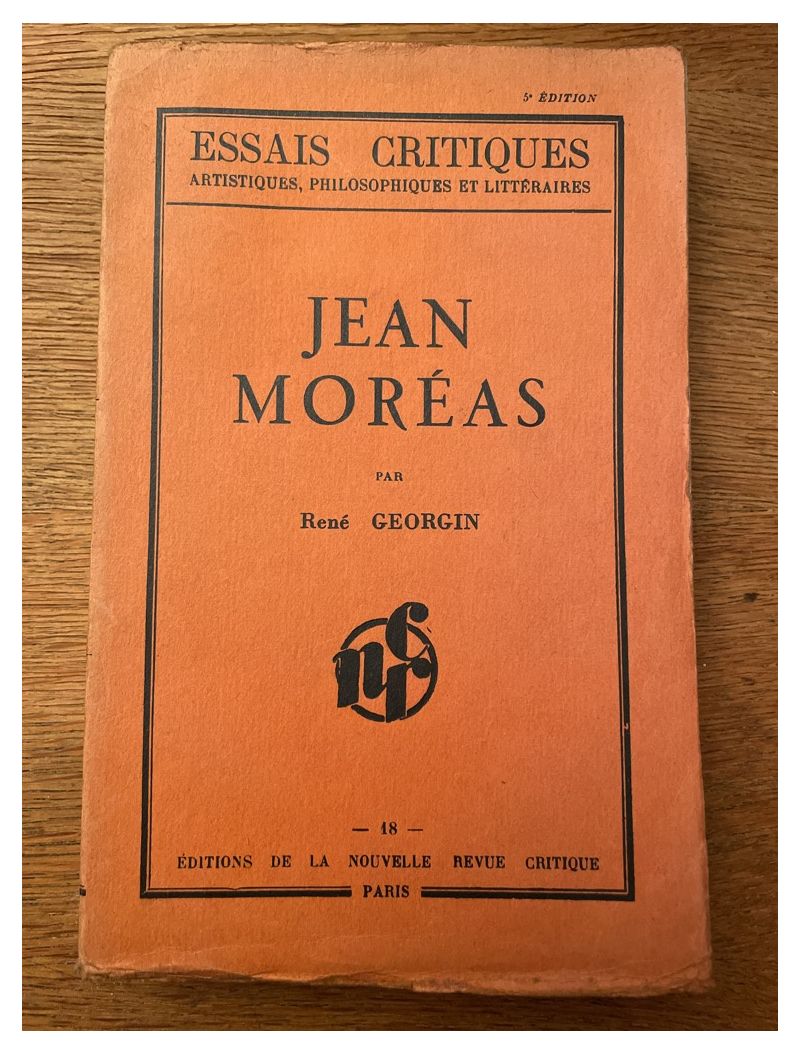 5e ÉDITION
ESSAIS CRITIQUES
ARTISTIQUES, PHILOSOPHIQUES ET LITTÉRAIRES
JEAN
MORÉAS
PAR
René GEORGIN
nrc
— 18 —
ÉDITIONS DE LA NOUVELLE REVUE CRITIQUE
PARIS